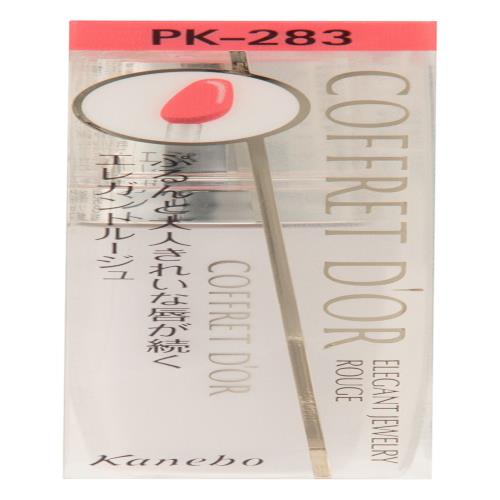 PK-283
COFFRET D'OR
ELEGANT JEWELRY
ROUGE
ぷるんと大人きれいな唇が続く
エレガントルージュ
COFFRET D'OR
Kanebo